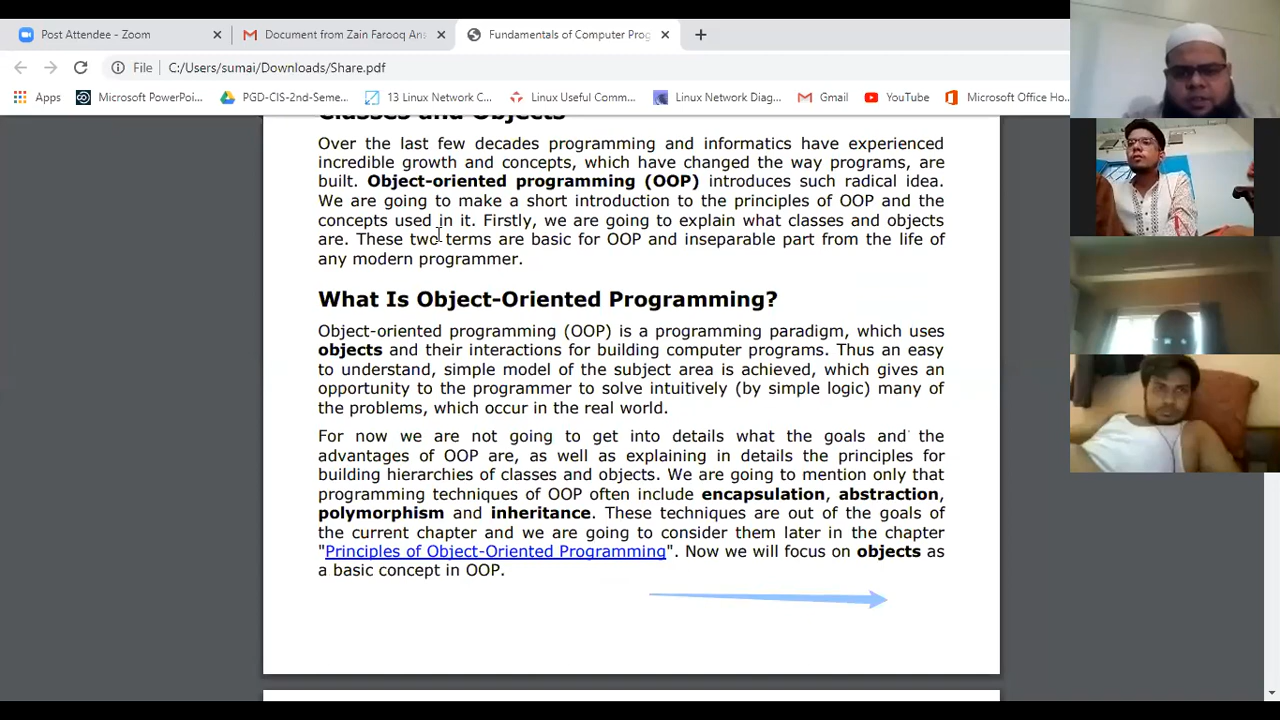 Post Attendee - Zoom
Document from Zain Farooq Ans
Fundamentals of Computer Prog
File C:/Users/sumai/Downloads/Share.pdf
Apps Microsoft PowerPoi... PGD-CIS-2nd-Seme... 13 Linux Network C... Linux Useful Comm... Linux Network Diag... Gmail YouTube Microsoft Office Ho
Classes and Objects
Over the last few decades programming and informatics have experienced
incredible growth and concepts, which have changed the way programs, are
built. Object-oriented programming (OOP) introduces such radical idea.
We are going to make a short introduction to the principles of OOP and the
concepts used in it. Firstly, we are going to explain what classes and objects
are. These two terms are basic for OOP and inseparable part from the life of
any modern programmer.
What Is Object-Oriented Programming?
Object-oriented programming (OOP) is a programming paradigm, which uses
objects and their interactions for building computer programs. Thus an easy
to understand, simple model of the subject area is achieved, which gives an
opportunity to the programmer to solve intuitively (by simple logic) many of
the problems, which occur in the real world.
For now we are not going to get into details what the goals and the
advantages of OOP are, as well as explaining in details the principles for
building hierarchies of classes and objects. We are going to mention only that
programming techniques of OOP often include encapsulation, abstraction,
polymorphism and inheritance. These techniques are out of the goals of
the current chapter and we are going to consider them later in the chapter
"Principles of Object-Oriented Programming". Now we will focus on objects as
a basic concept in OOP.